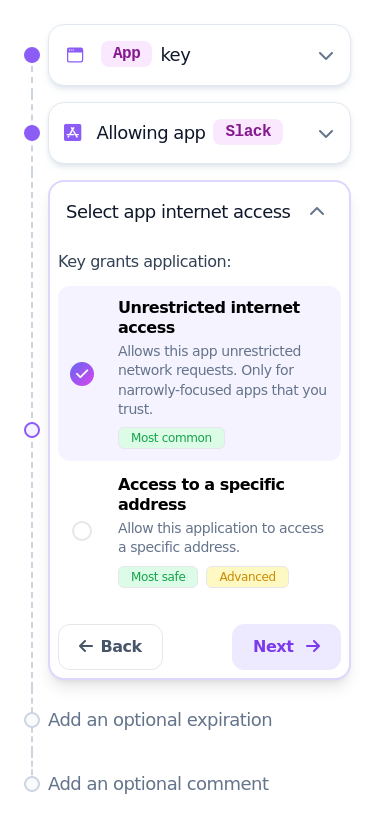 App key
Allowing app Slack
Select app internet access
Key grants application:
Unrestricted internet
access
Allows this app unrestricted
network requests. Only for
narrowly-focused apps that you
trust.
Most common
Access to a specific
address
Allow this application to access
a specific address.
Most safe Advanced
Back Next
Add an optional expiration
Add an optional comment